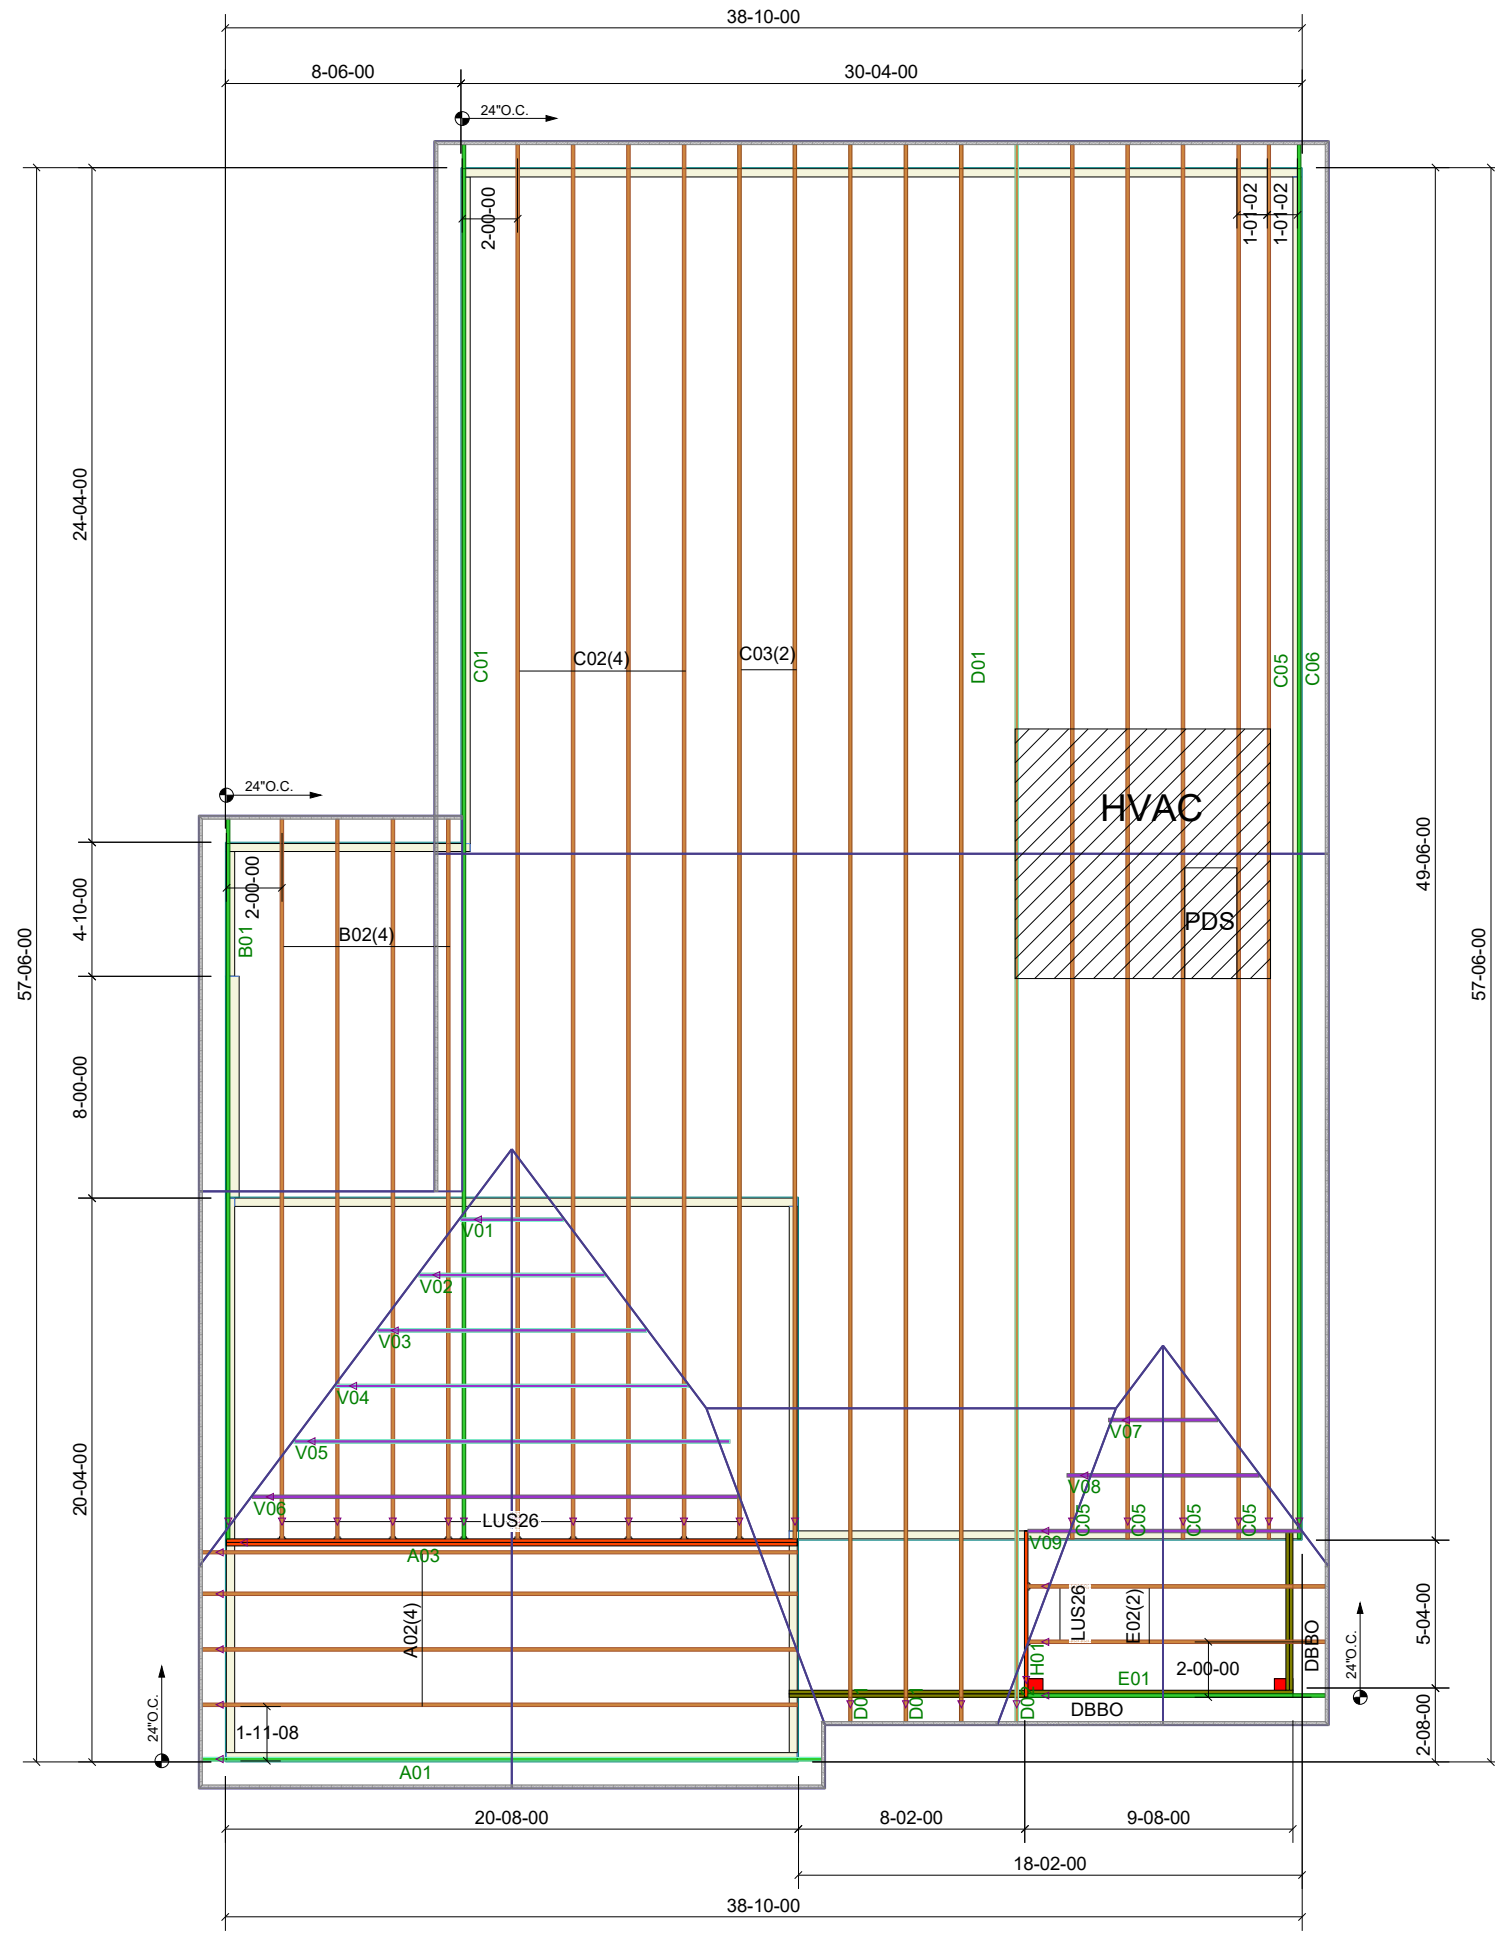 38-10-00
8-06-00
30-04-00
24"O.C.
2-00-00
1-01-02
1-01-02
24-04-00
C01
C02(4)
C03(2)
D01
C05
C06
HVAC
PDS
24"O.C.
2-00-00
B01
B02(4)
4-10-00
57-06-00
49-06-00
57-06-00
8-00-00
V01
V02
V03
V04
V05
V06
LUS26
20-04-00
V07
V08
C05
C05
C05
C05
V09
A03
A02(4)
LUS26
E02(2)
H01
E01
2-00-00
DBBO
DBBO
24"O.C.
5-04-00
2-08-00
D01
D01
24"O.C.
1-11-08
A01
20-08-00
8-02-00
9-08-00
18-02-00
38-10-00